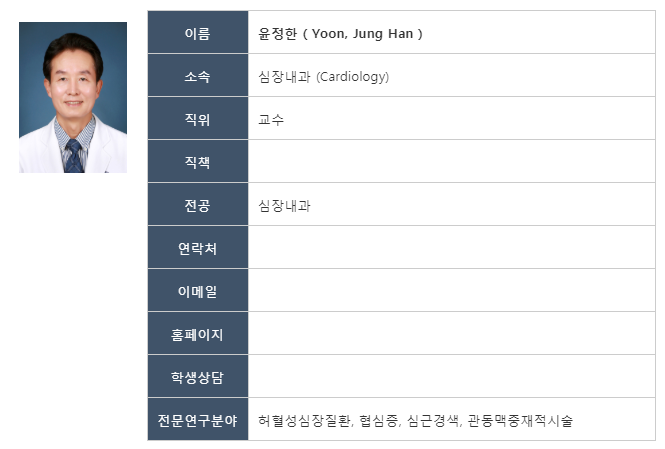 이름 윤정한 ( Yoon, Jung Han )
소속 심장내과 (Cardiology)
직위 교수
직책
전공 심장내과
연락처
이메일
홈페이지
학생상담
전문연구분야 허혈성심장질환, 협심증, 심근경색, 관동맥중재적시술